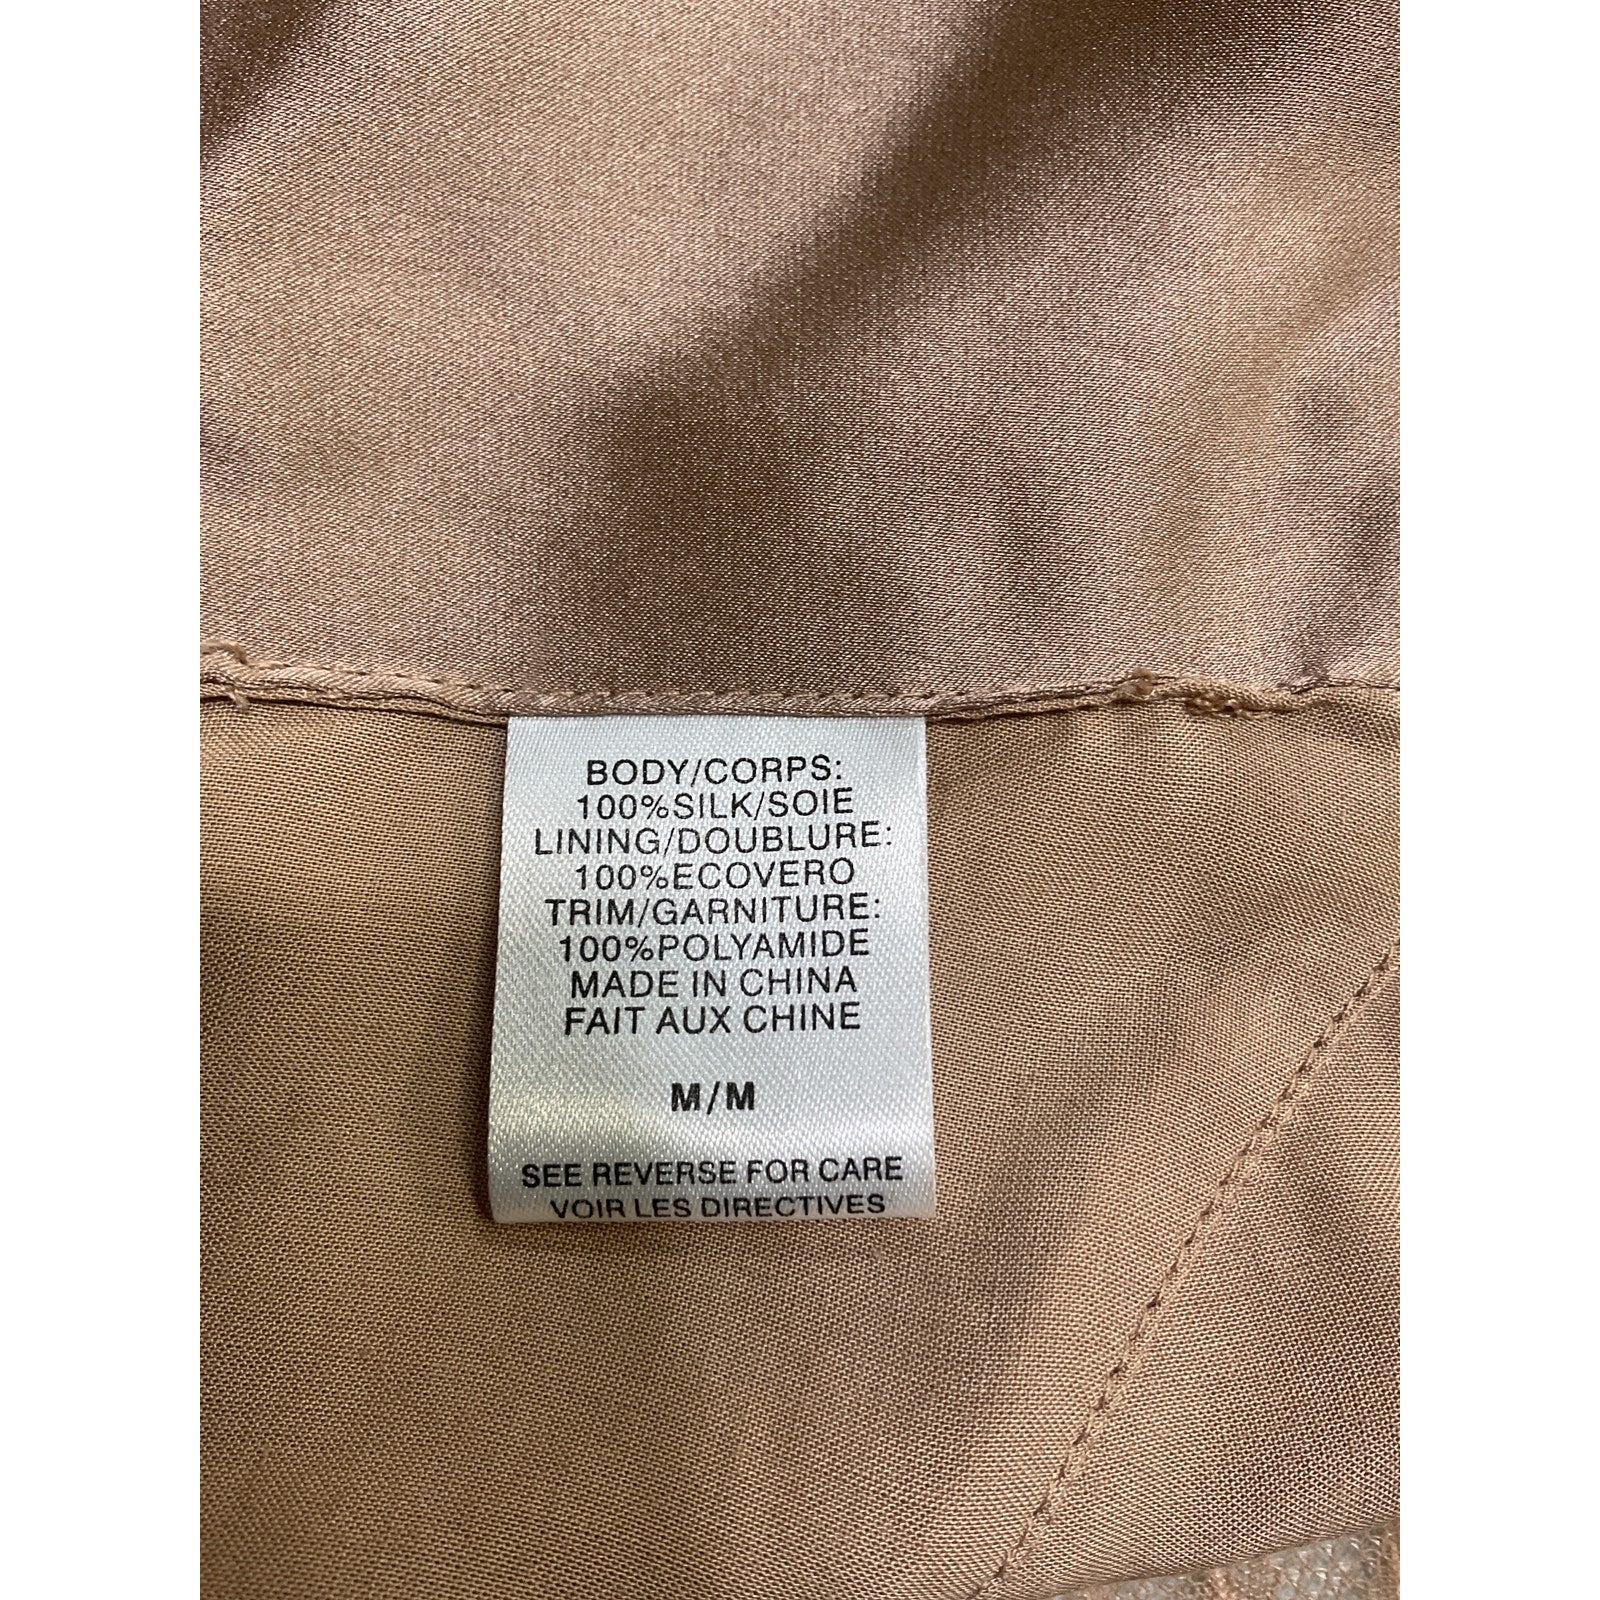 BODY/CORPS:
100%SILK/SOIE
LINING/DOUBLURE:
100%ECOVERO
TRIM/GARNITURE:
100%POLYAMIDE
MADE IN CHINA
FAIT AUX CHINE
M/M
SEE REVERSE FOR CARE
VOIR LES DIRECTIVES